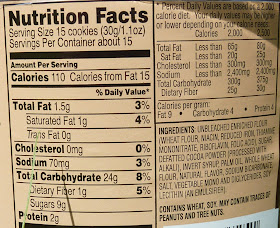 Nutrition Facts
Serving Size 15 cookies (30g/1.1oz)
Servings Per Container about 15
Amount Per Serving
Calories 110 Calories from Fat 15
% Daily Value*
Total Fat 1.5g 3%
Saturated Fat 1g 4%
Trans Fat 0g
Cholesterol 0mg 0%
Sodium 70mg 3%
Total Carbohydrate 24g 8%
Dietary Fiber 1g 5%
Sugars 9g
Protein 2g
* Percent Daily Values are based on a 2,000
calorie diet. Your daily values may be higher
or lower depending on your calorie needs:
Calories 2,000 2,500
Total Fat Less than 65g 80g
Sat Fat Less than 20g 25g
Cholesterol Less than 300mg 300mg
Sodium Less than 2,400mg 2,400mg
Total Carbohydrate 300g 375g
Dietary Fiber 25g 30g
Calories per gram:
Fat 9 • Carbohydrate 4 • Protein
INGREDIENTS: UNBLEACHED ENRICHED FLOUR
(WHEAT FLOUR, NIACIN, REDUCED IRON, THIAMINE
MONONITRATE, RIBOFLAVIN, FOLIC ACID), SUGAR,
DEFATTED COCOA POWDER (PROCESSED WITH
ALKALI), INVERT SYRUP, PALM OIL, WHOLE WHEAT
FLOUR, NATURAL FLAVOR, SODIUM BICARBONATE,
SALT, VEGETABLE MONO AND DIGLYCERIDES, SOY
LECITHIN (AN EMULSIFIER)
CONTAINS WHEAT, SOY. MAY CONTAIN TRACES OF
PEANUTS AND TREE NUTS.